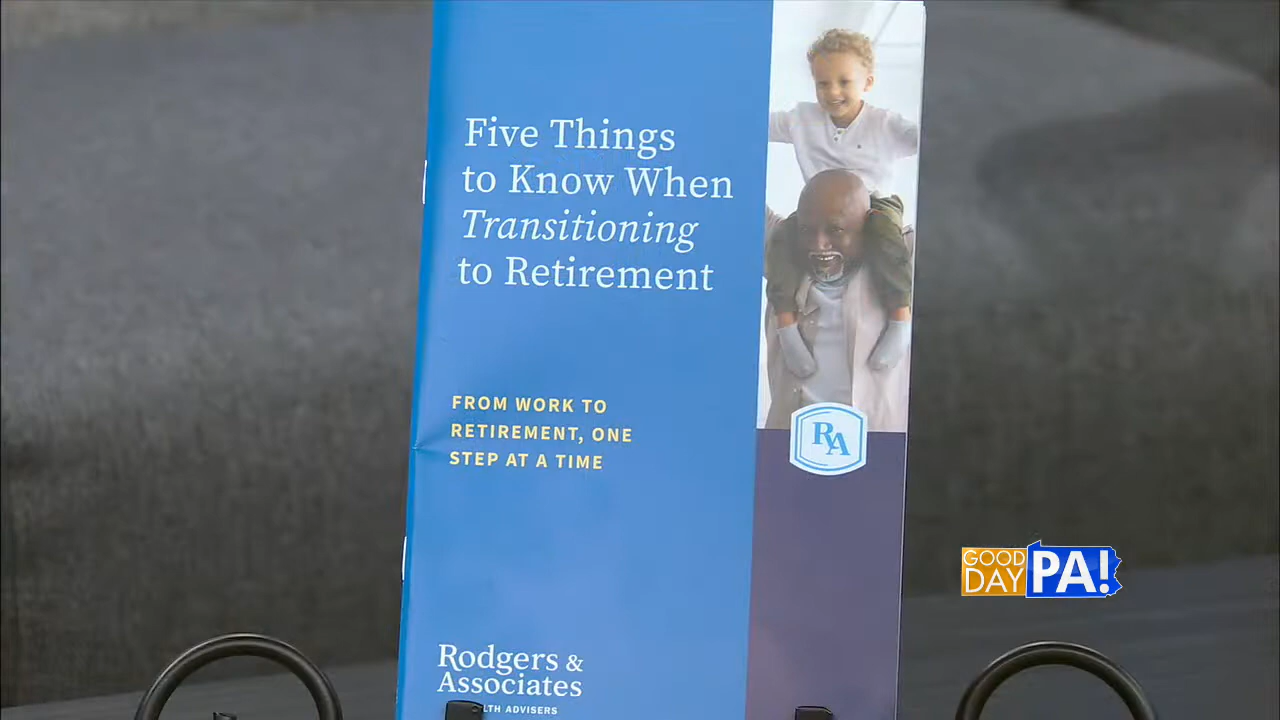 Five Things
to Know When
Transitioning
to Retirement
FROM WORK TO
RETIREMENT, ONE
STEP AT A TIME
RA
Rodgers &
Associates
ADVISERS
GOOD
DAY PA!